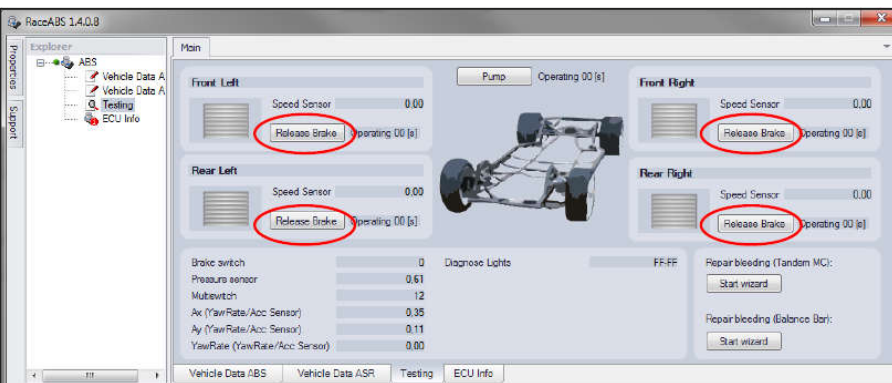 RaceABS 1.4.0.8
Properties
Support
Explorer
ABS
Vehicle Data A
Vehicle Data A
Testing
ECU Info
Main
Front Left
Speed Sensor 0.00
Release Brake Operating 00 [s]
Rear Left
Speed Sensor 0.00
Release Brake Operating 00 [s]
Pump Operating 00 [s]
Front Right
Speed Sensor 0.00
Release Brake Operating 00 [s]
Rear Right
Speed Sensor 0.00
Release Brake Operating 00 [s]
Brake switch 0
Pressure sensor 0,61
Multiswitch 12
Ax (YawRate/Acc Sensor) 0,35
Ay (YawRate/Acc Sensor) 0,11
YawRate (YawRate/Acc Sensor) 0,00
Diagnose Lights FF-FF
Repair bleeding (Tandem MC):
Start wizard
Repair bleeding (Balance Bar):
Start wizard
Vehicle Data ABS Vehicle Data ASR Testing ECU Info